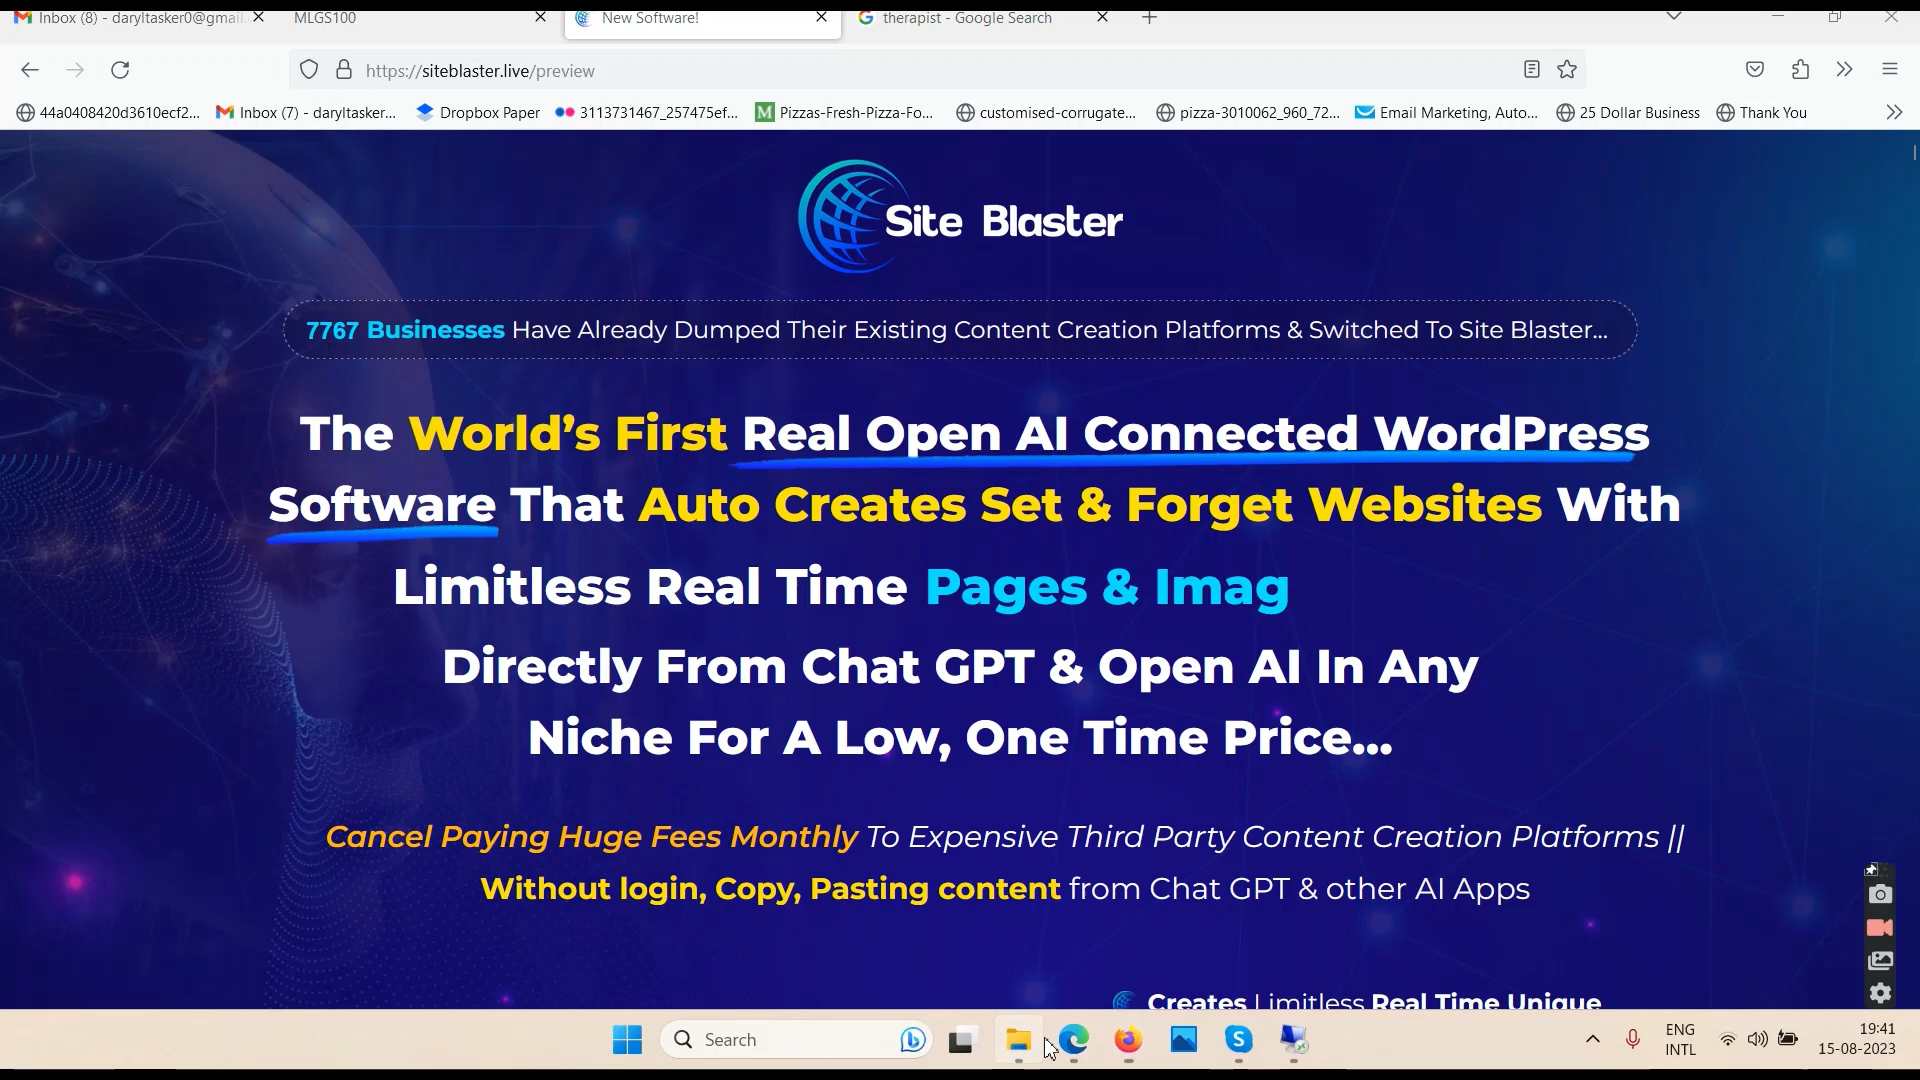 Inbox (8) - daryltasker0@gmail.
MLGS100
New Software!
therapist - Google Search
https://siteblaster.live/preview
44a0408420d3610ecf2...
Inbox (7) - daryltasker...
Dropbox Paper
3113731467_257475ef...
Pizzas-Fresh-Pizza-Fo...
customised-corrugate...
pizza-3010062_960_72...
Email Marketing, Auto...
25 Dollar Business
Thank You
Site Blaster
7767 Businesses Have Already Dumped Their Existing Content Creation Platforms & Switched To Site Blaster...
The World's First Real Open AI Connected WordPress
Software That Auto Creates Set & Forget Websites With
Limitless Real Time Pages & Imag
Directly From Chat GPT & Open AI In Any
Niche For A Low, One Time Price...
Cancel Paying Huge Fees Monthly To Expensive Third Party Content Creation Platforms ||
Without login, Copy, Pasting content from Chat GPT & other AI Apps
Creates Limitless Real Time Unique
Search
ENG
INTL
19:41
15-08-2023